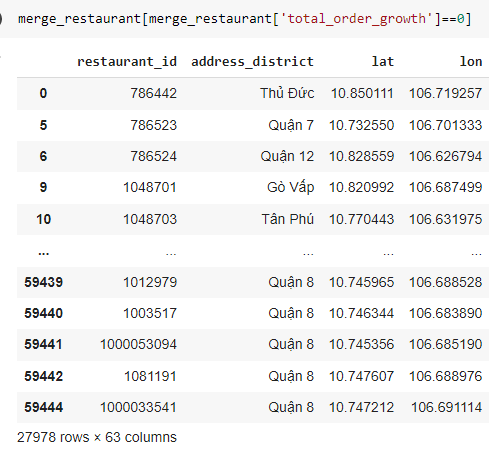 merge_restaurant[merge_restaurant['total_order_growth']==0]
restaurant_id address_district lat lon
0 786442 Thủ Đức 10.850111 106.719257
5 786523 Quận 7 10.732550 106.701333
6 786524 Quận 12 10.828559 106.626794
9 1048701 Gò Vấp 10.820992 106.687499
10 1048703 Tân Phú 10.770443 106.631975
... ... ... ... ...
59439 1012979 Quận 8 10.745965 106.688528
59440 1003517 Quận 8 10.746344 106.683890
59441 1000053094 Quận 8 10.745356 106.685190
59442 1081191 Quận 8 10.747607 106.688976
59444 1000033541 Quận 8 10.747212 106.691114
27978 rows × 63 columns